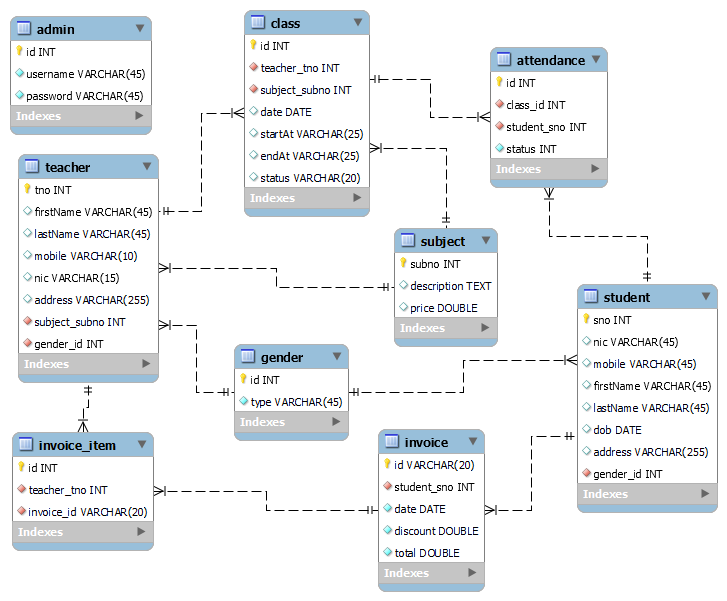 admin
id INT
username VARCHAR(45)
password VARCHAR(45)
Indexes
class
id INT
teacher_tno INT
subject_subno INT
date DATE
startAt VARCHAR(25)
endAt VARCHAR(25)
status VARCHAR(20)
Indexes
attendance
id INT
class_id INT
student_sno INT
status INT
Indexes
teacher
tno INT
firstName VARCHAR(45)
lastName VARCHAR(45)
mobile VARCHAR(10)
nic VARCHAR(15)
address VARCHAR(255)
subject_subno INT
gender_id INT
Indexes
subject
subno INT
description TEXT
price DOUBLE
Indexes
student
sno INT
nic VARCHAR(45)
mobile VARCHAR(45)
firstName VARCHAR(45)
lastName VARCHAR(45)
dob DATE
address VARCHAR(255)
gender_id INT
Indexes
gender
id INT
type VARCHAR(45)
Indexes
invoice_item
id INT
teacher_tno INT
invoice_id VARCHAR(20)
Indexes
invoice
id VARCHAR(20)
student_sno INT
date DATE
discount DOUBLE
total DOUBLE
Indexes